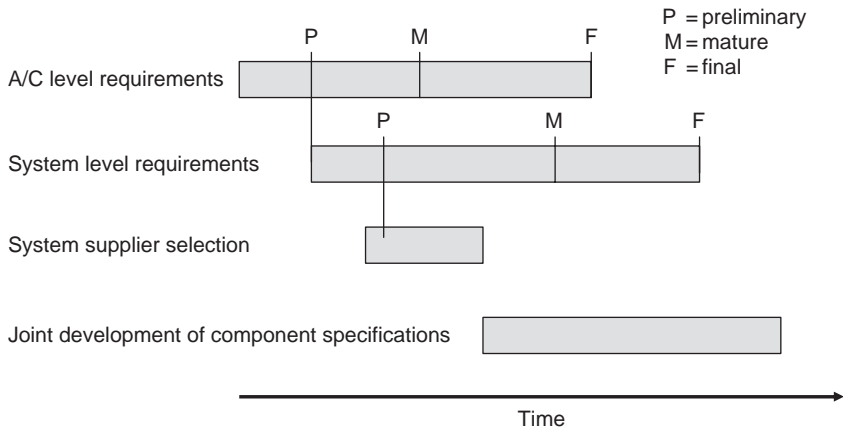 P = preliminary
M = mature
F = final
P M F
A/C level requirements
P M F
System level requirements
System supplier selection
Joint development of component specifications
Time